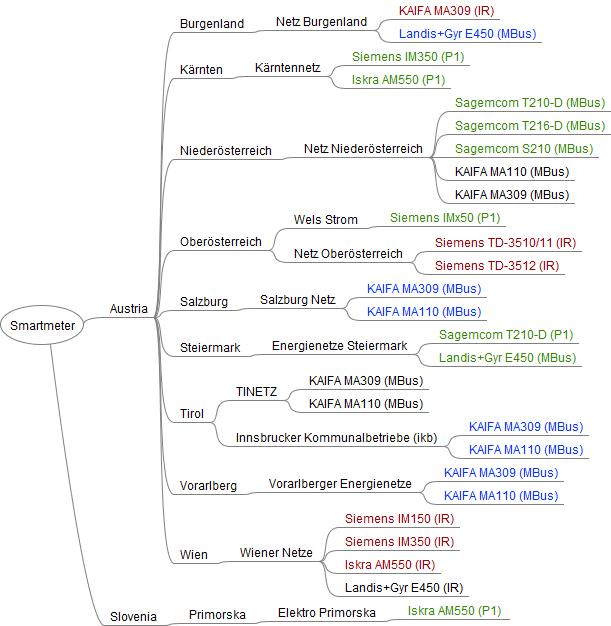 Smartmeter
Austria
Burgenland
Netz Burgenland
KAIFA MA309 (IR)
Landis+Gyr E450 (MBus)
Kärnten
Kärntennetz
Siemens IM350 (P1)
Iskra AM550 (P1)
Niederösterreich
Netz Niederösterreich
Sagemcom T210-D (MBus)
Sagemcom T216-D (MBus)
Sagemcom S210 (MBus)
KAIFA MA110 (MBus)
KAIFA MA309 (MBus)
Oberösterreich
Wels Strom
Siemens IMx50 (P1)
Netz Oberösterreich
Siemens TD-3510/11 (IR)
Siemens TD-3512 (IR)
Salzburg
Salzburg Netz
KAIFA MA309 (MBus)
KAIFA MA110 (MBus)
Steiermark
Energienetze Steiermark
Sagemcom T210-D (P1)
Landis+Gyr E450 (MBus)
Tirol
TINETZ
KAIFA MA309 (MBus)
KAIFA MA110 (MBus)
Innsbrucker Kommunalbetriebe (ikb)
KAIFA MA309 (MBus)
KAIFA MA110 (MBus)
Vorarlberg
Vorarlberger Energienetze
KAIFA MA309 (MBus)
KAIFA MA110 (MBus)
Wien
Wiener Netze
Siemens IM150 (IR)
Siemens IM350 (IR)
Iskra AM550 (IR)
Landis+Gyr E450 (IR)
Slovenia
Primorska
Elektro Primorska
Iskra AM550 (P1)